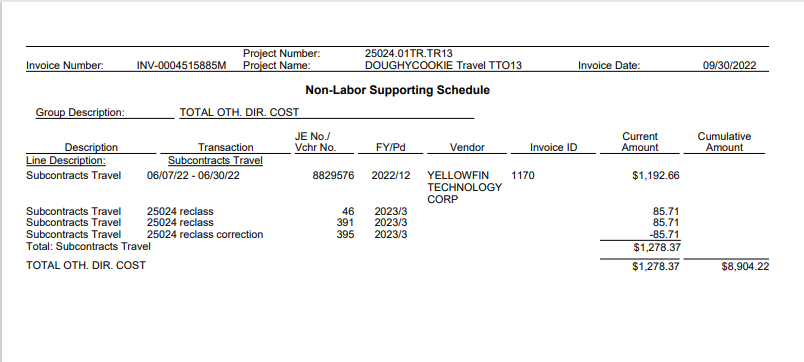 Project Number: 25024.01TR.TR13
Invoice Number: INV-0004515885M Project Name: DOUGHYCOOKIE Travel TTO13 Invoice Date: 09/30/2022
Non-Labor Supporting Schedule
Group Description: TOTAL OTH. DIR. COST
JE No./ Current Cumulative
Description Transaction Vchr No. FY/Pd Vendor Invoice ID Amount Amount
Line Description: Subcontracts Travel
Subcontracts Travel 06/07/22 - 06/30/22 8829576 2022/12 YELLOWFIN 1170 $1,192.66
TECHNOLOGY
CORP
Subcontracts Travel 25024 reclass 46 2023/3 85.71
Subcontracts Travel 25024 reclass 391 2023/3 85.71
Subcontracts Travel 25024 reclass correction 395 2023/3 -85.71
Total: Subcontracts Travel $1,278.37
TOTAL OTH. DIR. COST $1,278.37 $8,904.22